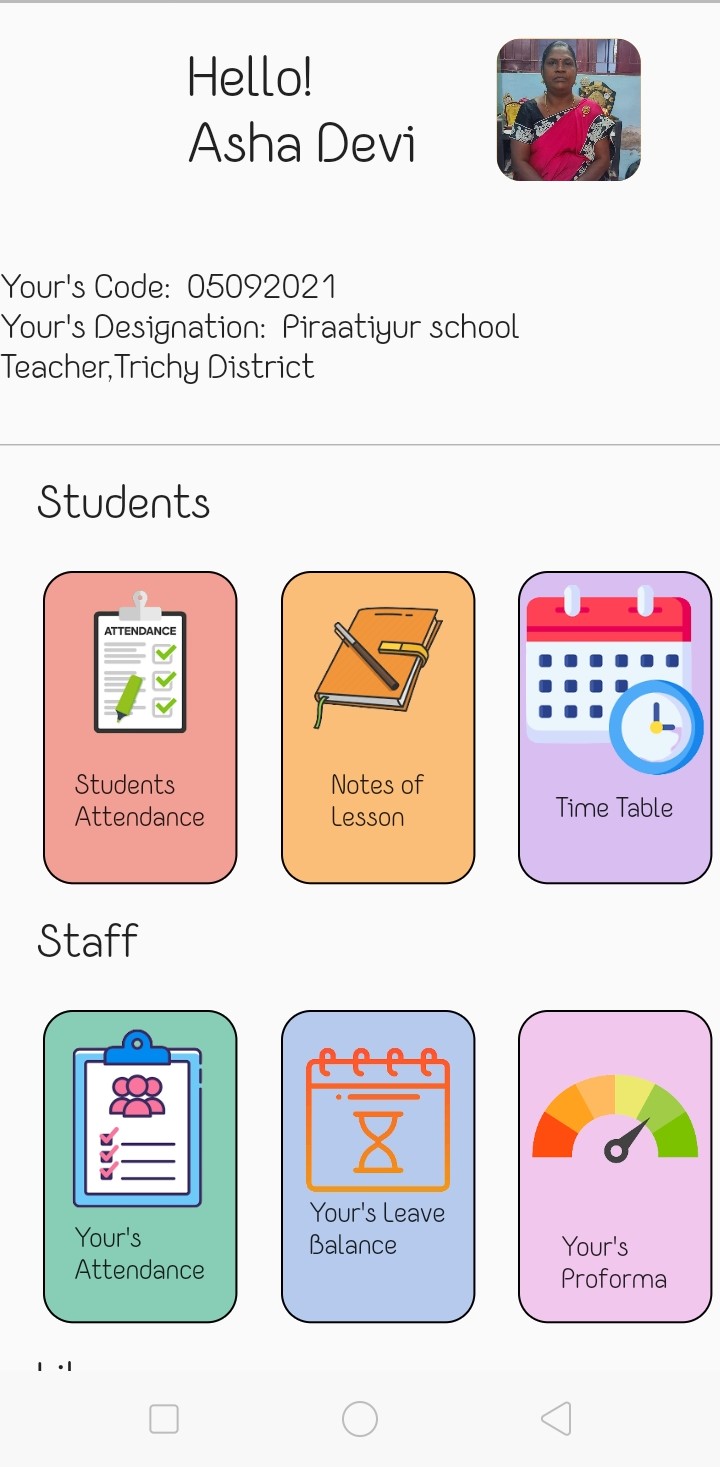 Hello!
Asha Devi
Your's Code:  05092021
Your's Designation:  Piraatiyur school
Teacher,Trichy District
Students
ATTENDANCE
Students
Attendance
Notes of
Lesson
Time Table
Staff
Your's
Attendance
Your's Leave
Balance
Your's
Proforma